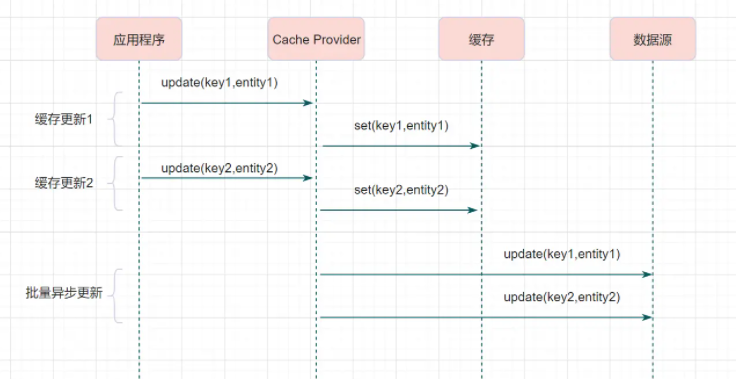 应用程序
Cache Provider
缓存
数据源
update(key1,entity1)
缓存更新1
set(key1,entity1)
update(key2,entity2)
缓存更新2
set(key2,entity2)
update(key1,entity1)
批量异步更新
update(key2,entity2)